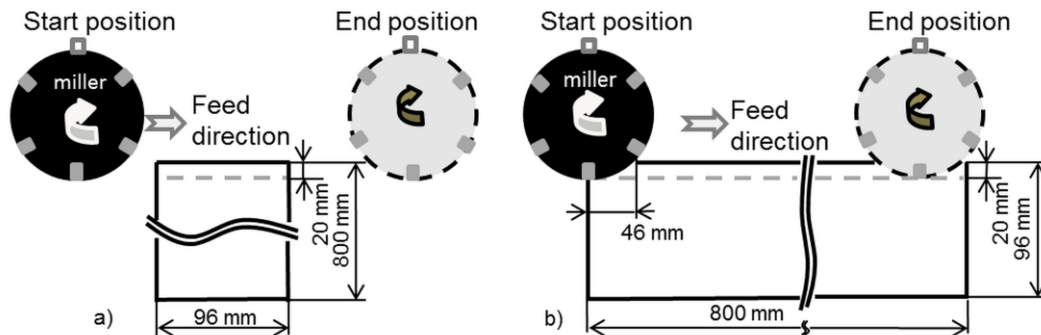 Start position
End position
miller
Feed
direction
20 mm
800 mm
a)
96 mm
Start position
End position
miller
Feed
direction
46 mm
20 mm
96 mm
b)
800 mm